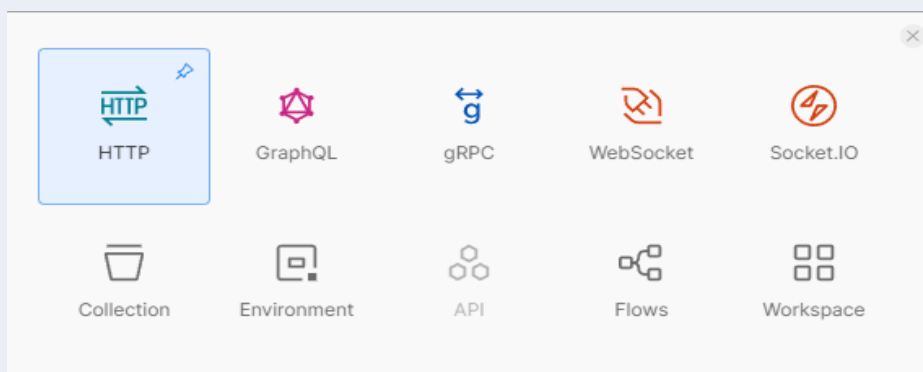 HTTP
HTTP
GraphQL
g
gRPC
WebSocket
Socket.IO
Collection
Environment
API
Flows
Workspace